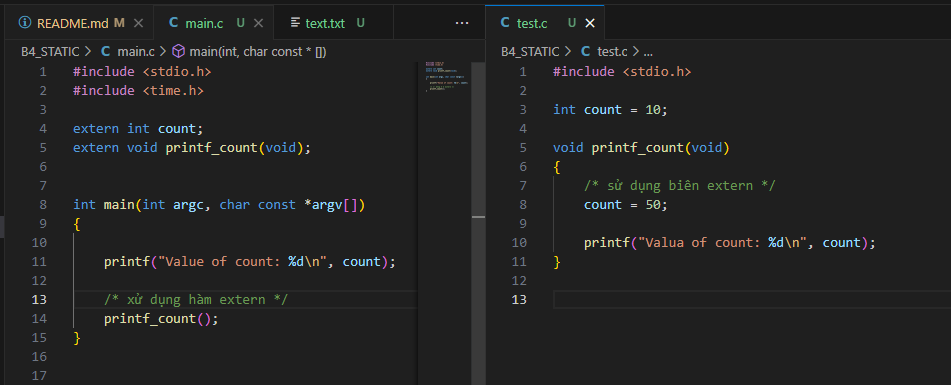 README.md M
main.c U
text.txt U
...
B4_STATIC > C main.c > main(int, char const * [])
1 #include <stdio.h>
2 #include <time.h>
3
4 extern int count;
5 extern void printf_count(void);
6
7
8 int main(int argc, char const *argv[])
9 {
10
11 printf("Value of count: %d\n", count);
12
13 /* xử dụng hàm extern */
14 printf_count();
15 }
16
17
C test.c U
B4_STATIC > C test.c > ...
1 #include <stdio.h>
2
3 int count = 10;
4
5 void printf_count(void)
6 {
7 /* sử dụng biên extern */
8 count = 50;
9
10 printf("Valua of count: %d\n", count);
11 }
12
13